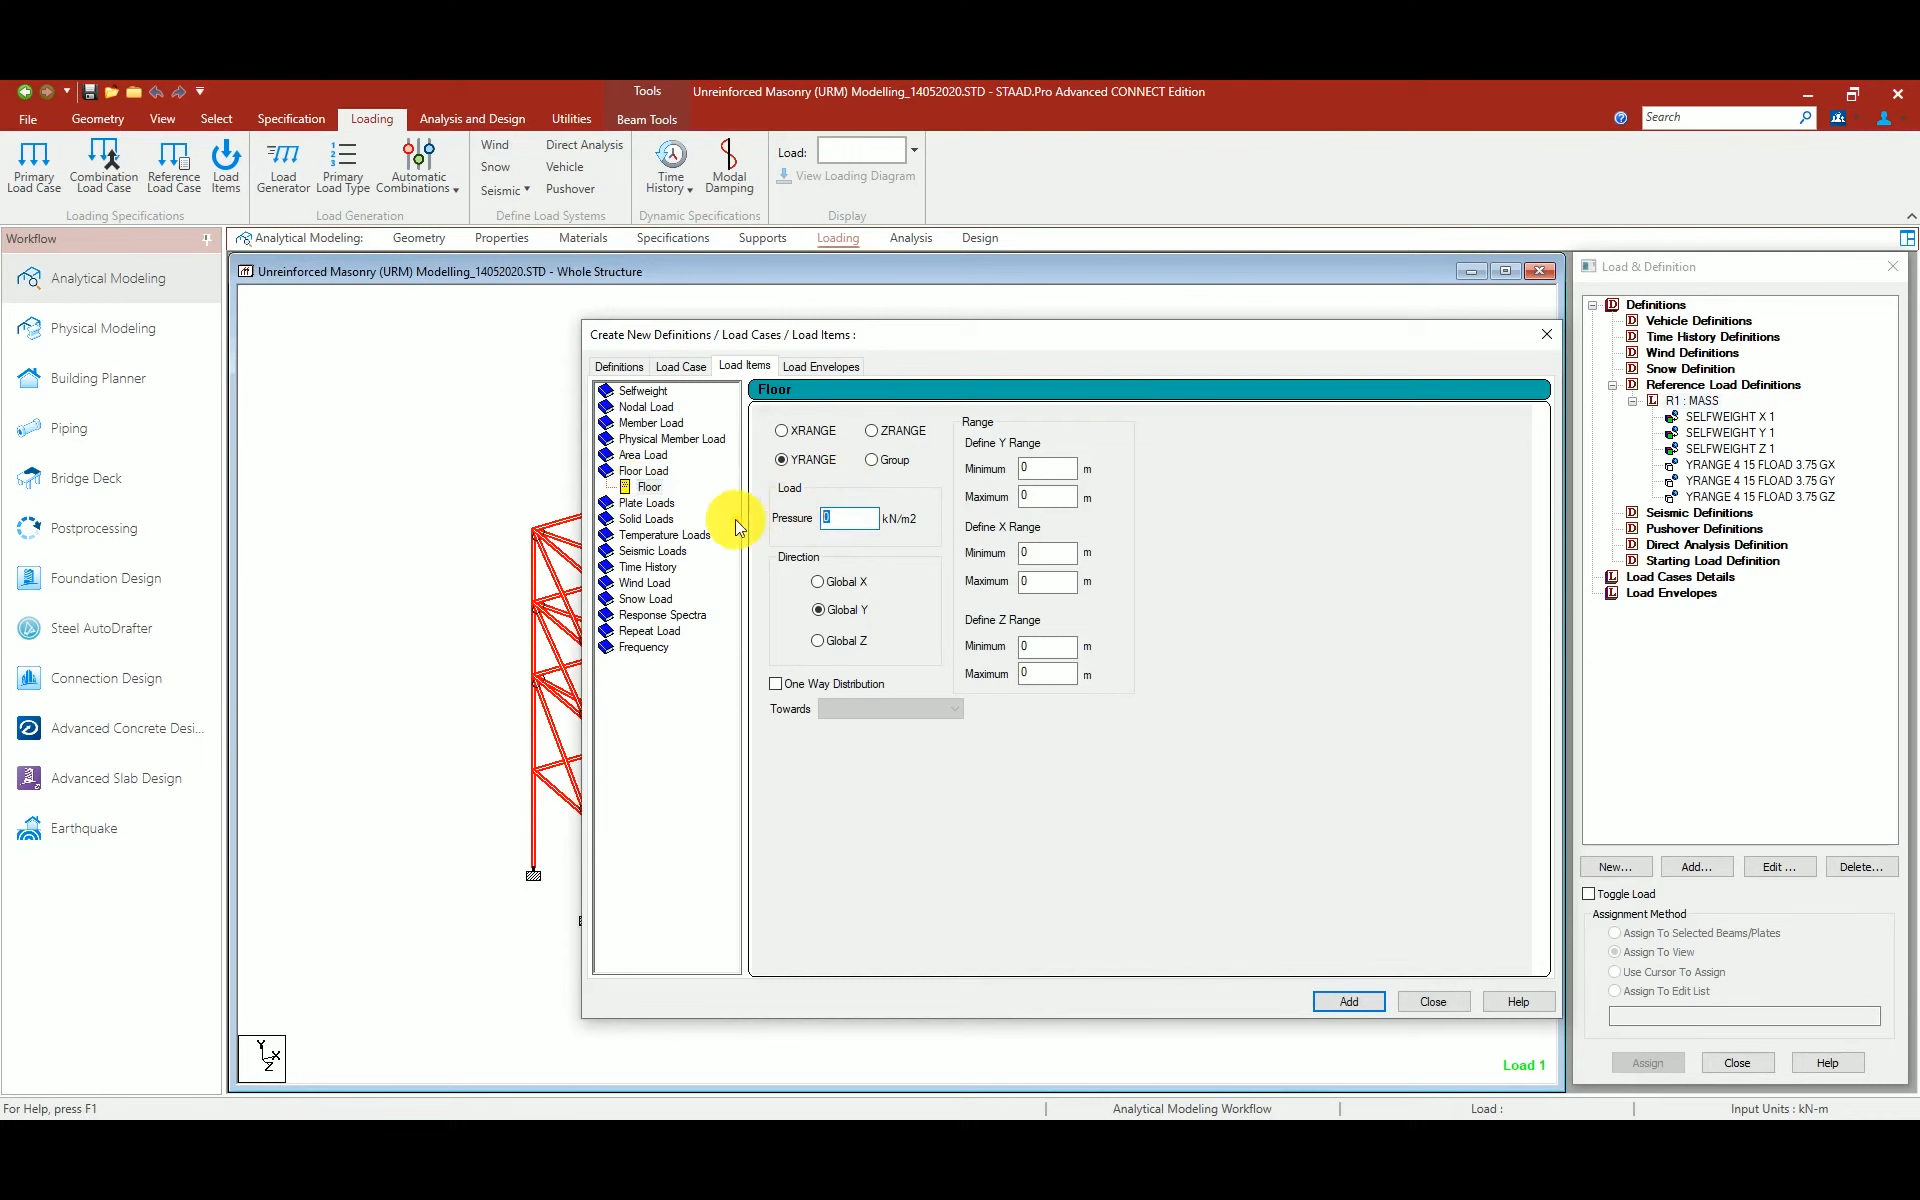 Tools
Unreinforced Masonry (URM) Modelling_14052020.STD - STAAD.Pro Advanced CONNECT Edition
File
Geometry
View
Select
Specification
Loading
Analysis and Design
Utilities
Beam Tools
Search
Primary Load Case
Combination Load Case
Reference Load Case
Load Items
Load Generator
Primary Load Type
Automatic Combinations
Wind
Snow
Seismic
Direct Analysis
Vehicle
Pushover
Time History
Modal Damping
Load:
View Loading Diagram
Loading Specifications
Load Generation
Define Load Systems
Dynamic Specifications
Display
Workflow
Analytical Modeling:
Geometry
Properties
Materials
Specifications
Supports
Loading
Analysis
Design
Analytical Modeling
Physical Modeling
Building Planner
Piping
Bridge Deck
Postprocessing
Foundation Design
Steel AutoDrafter
Connection Design
Advanced Concrete Desi...
Advanced Slab Design
Earthquake
Unreinforced Masonry (URM) Modelling_14052020.STD - Whole Structure
Create New Definitions / Load Cases / Load Items :
Definitions
Load Case
Load Items
Load Envelopes
Selfweight
Nodal Load
Member Load
Physical Member Load
Area Load
Floor Load
Floor
Plate Loads
Solid Loads
Temperature Loads
Seismic Loads
Time History
Wind Load
Snow Load
Response Spectra
Repeat Load
Frequency
Floor
XRANGE
ZRANGE
YRANGE
Group
Load
Pressure 0 kN/m2
Direction
Global X
Global Y
Global Z
One Way Distribution
Towards
Range
Define Y Range
Minimum 0 m
Maximum 0 m
Define X Range
Minimum 0 m
Maximum 0 m
Define Z Range
Minimum 0 m
Maximum 0 m
Add
Close
Help
Y
X
Z
Load 1
Load & Definition
Definitions
Vehicle Definitions
Time History Definitions
Wind Definitions
Snow Definition
Reference Load Definitions
R1 : MASS
SELFWEIGHT X 1
SELFWEIGHT Y 1
SELFWEIGHT Z 1
YRANGE 4 15 FLOAD 3.75 GX
YRANGE 4 15 FLOAD 3.75 GY
YRANGE 4 15 FLOAD 3.75 GZ
Seismic Definitions
Pushover Definitions
Direct Analysis Definition
Starting Load Definition
Load Cases Details
Load Envelopes
New...
Add...
Edit ...
Delete...
Toggle Load
Assignment Method
Assign To Selected Beams/Plates
Assign To View
Use Cursor To Assign
Assign To Edit List
Assign
Close
Help
For Help, press F1
Analytical Modeling Workflow
Load :
Input Units : kN-m